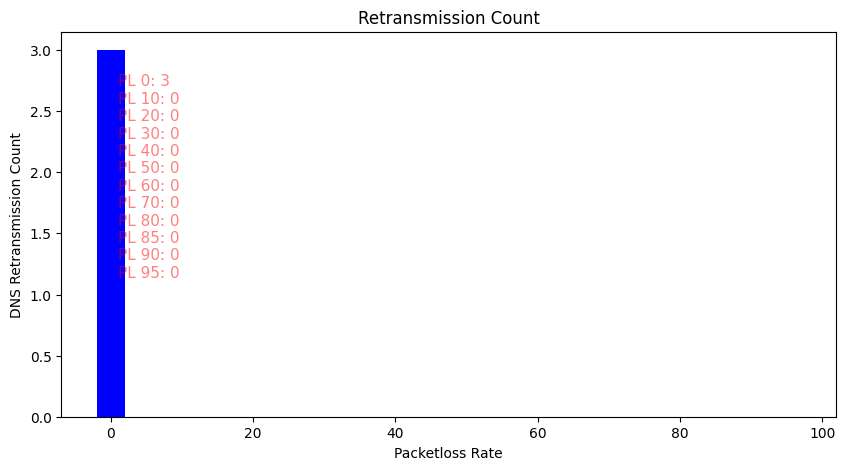 Retransmission Count
3.0
2.5
2.0
1.5
1.0
0.5
0.0
DNS Retransmission Count
PL 0: 3
PL 10: 0
PL 20: 0
PL 30: 0
PL 40: 0
PL 50: 0
PL 60: 0
PL 70: 0
PL 80: 0
PL 85: 0
PL 90: 0
PL 95: 0
0 20 40 60 80 100
Packetloss Rate